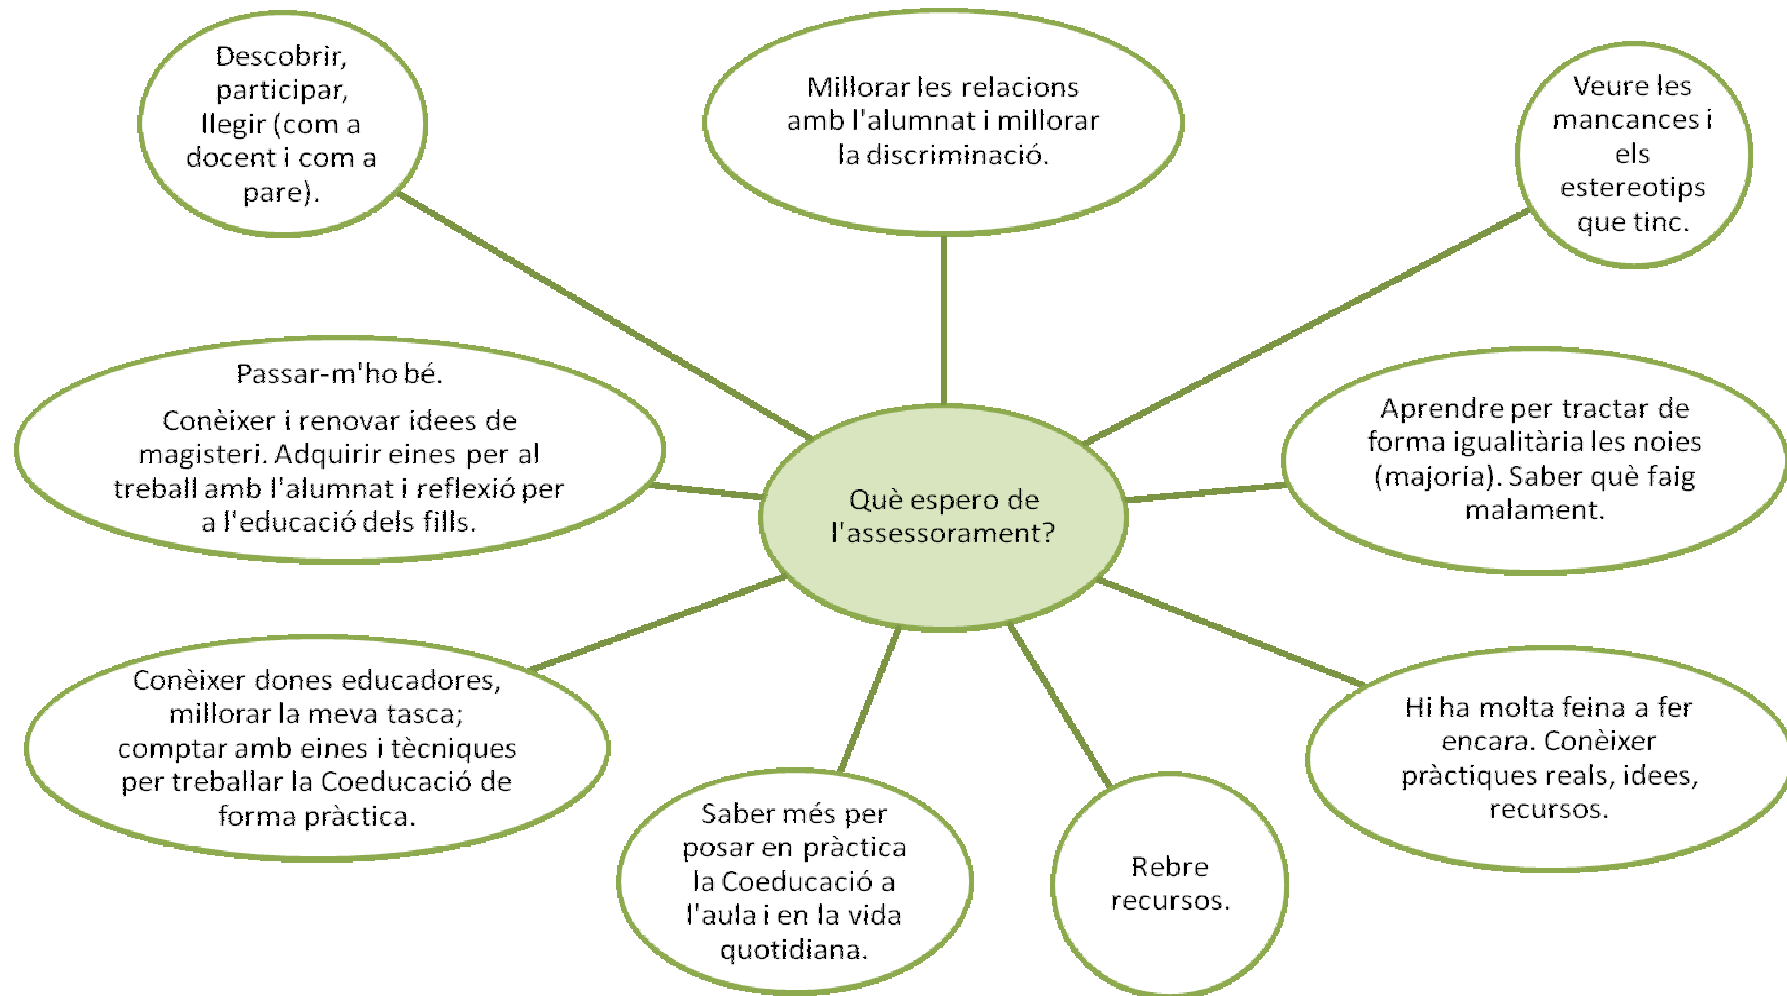 Descobrir,
participar,
llegir (com a
docent i com a
pare).
Millorar les relacions
amb l'alumnat i millorar
la discriminació.
Veure les
mancances i
els
estereotips
que tinc.
Passar-m'ho bé.
Conèixer i renovar idees de
magisteri. Adquirir eines per al
treball amb l'alumnat i reflexió per
a l'educació dels fills.
Què espero de
l'assessorament?
Aprendre per tractar de
forma igualitària les noies
(majoria). Saber què faig
malament.
Conèixer dones educadores,
millorar la meva tasca;
comptar amb eines i tècniques
per treballar la Coeducació de
forma pràctica.
Saber més per
posar en pràctica
la Coeducació a
l'aula i en la vida
quotidiana.
Rebre
recursos.
Hi ha molta feina a fer
encara. Conèixer
pràctiques reals, idees,
recursos.